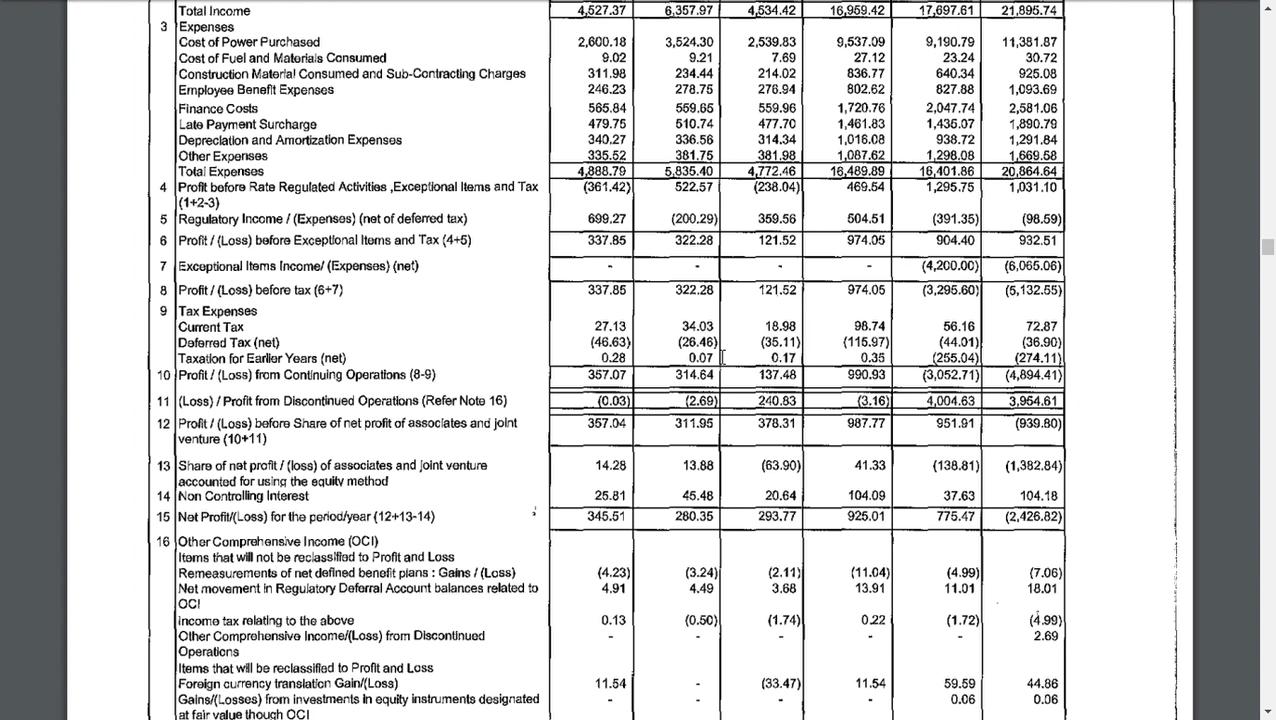 Total Income 4,527.37 6,357.97 4,534.42 16,959.42 17,697.61 21,895.74
3 Expenses
Cost of Power Purchased 2,600.18 3,524.30 2,539.83 9,537.09 9,190.79 11,381.87
Cost of Fuel and Materials Consumed 9.02 9.21 7.69 27.12 23.24 30.72
Construction Material Consumed and Sub-Contracting Charges 311.98 234.44 214.02 836.77 640.34 925.08
Employee Benefit Expenses 246.23 278.75 276.94 802.62 827.88 1,093.69
Finance Costs 565.84 559.65 559.96 1,720.76 2,047.74 2,581.06
Late Payment Surcharge 479.75 510.74 477.70 1,461.83 1,435.07 1,890.79
Depreciation and Amortization Expenses 340.27 336.56 314.34 1,016.08 938.72 1,291.84
Other Expenses 335.52 381.75 381.98 1,087.62 1,298.08 1,669.58
Total Expenses 4,888.79 5,835.40 4,772.46 16,489.89 16,401.86 20,864.64
4 Profit before Rate Regulated Activities ,Exceptional Items and Tax (361.42) 522.57 (238.04) 469.54 1,295.75 1,031.10
(1+2-3)
5 Regulatory Income / (Expenses) (net of deferred tax) 699.27 (200.29) 359.56 504.51 (391.35) (98.59)
6 Profit / (Loss) before Exceptional Items and Tax (4+5) 337.85 322.28 121.52 974.05 904.40 932.51
7 Exceptional Items Income/ (Expenses) (net) - - - - (4,200.00) (6,065.06)
8 Profit / (Loss) before tax (6+7) 337.85 322.28 121.52 974.05 (3,295.60) (5,132.55)
9 Tax Expenses
Current Tax 27.13 34.03 18.98 98.74 56.16 72.87
Deferred Tax (net) (46.63) (26.46) (35.11) (115.97) (44.01) (36.90)
Taxation for Earlier Years (net) 0.28 0.07 0.17 0.35 (255.04) (274.11)
10 Profit / (Loss) from Continuing Operations (8-9) 357.07 314.64 137.48 990.93 (3,052.71) (4,894.41)
11 (Loss) / Profit from Discontinued Operations (Refer Note 16) (0.03) (2.69) 240.83 (3.16) 4,004.63 3,954.61
12 Profit / (Loss) before Share of net profit of associates and joint 357.04 311.95 378.31 987.77 951.91 (939.80)
venture (10+11)
13 Share of net profit / (loss) of associates and joint venture 14.28 13.88 (63.90) 41.33 (138.81) (1,382.84)
accounted for using the equity method
14 Non Controlling Interest 25.81 45.48 20.64 104.09 37.63 104.18
15 Net Profit/(Loss) for the period/year (12+13-14) 345.51 280.35 293.77 925.01 775.47 (2,426.82)
16 Other Comprehensive Income (OCI)
Items that will not be reclassified to Profit and Loss
Remeasurements of net defined benefit plans : Gains / (Loss) (4.23) (3.24) (2.11) (11.04) (4.99) (7.06)
Net movement in Regulatory Deferral Account balances related to 4.91 4.49 3.68 13.91 11.01 18.01
OCI
Income tax relating to the above 0.13 (0.50) (1.74) 0.22 (1.72) (4.99)
Other Comprehensive Income/(Loss) from Discontinued - - - - - 2.69
Operations
Items that will be reclassified to Profit and Loss
Foreign currency translation Gain/(Loss) 11.54 - (33.47) 11.54 59.59 44.86
Gains/(Losses) from investments in equity instruments designated - - - - 0.06 0.06
at fair value though OCI